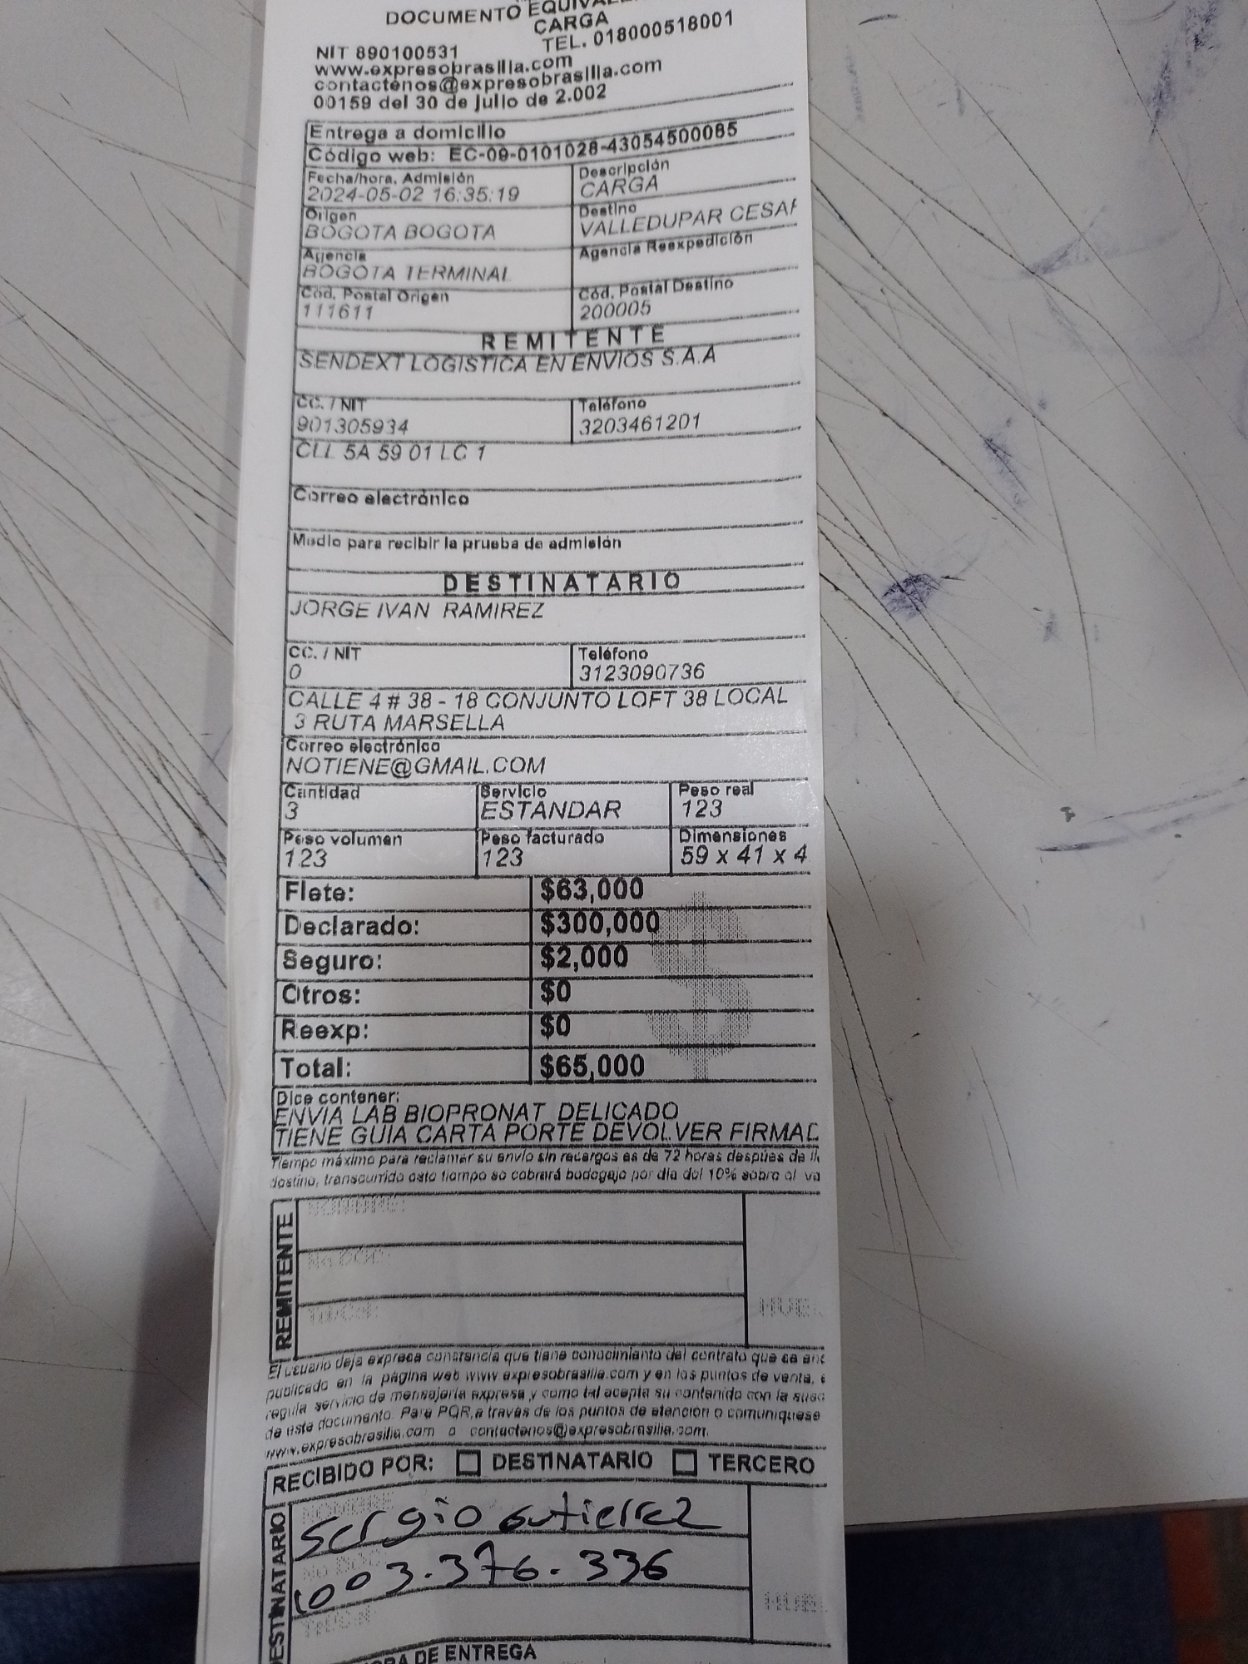 DOCUMENTO
CARGA
NIT 890100531 TEL. 018000518001
www.expresobrasilia.com
contactenos@expresobrasilia.com
00159 del 30 de julio de 2.002
Entrega a domicilio
Código web: EC-09-0101028-43054500085
Fecha/hora. Admisión Descripción
2024-05-02 16:35:19 CARGA
Origen Destino
BOGOTA BOGOTA VALLEDUPAR CESAR
Agencia Agencia Reexpedición
BOGOTA TERMINAL
Cód. Postal Origen Cód. Postal Destino
111611 200005
REMITENTE
SENDEXT LOGISTICA EN ENVIOS S.A.A
CC. / NIT Teléfono
901305934 3203461201
CLL 5A 59 01 LC 1
Correo electrónico
Medio para recibir la prueba de admisión
DESTINATARIO
JORGE IVAN RAMIREZ
CC. / NIT Teléfono
0 3123090736
CALLE 4 # 38 - 18 CONJUNTO LOFT 38 LOCAL
3 RUTA MARSELLA
Correo electrónico
NOTIENE@GMAIL.COM
Cantidad Servicio Peso real
3 ESTANDAR 123
Peso volumen Peso facturado Dimensiones
123 123 59 x 41 x 4
Flete: $63,000
Declarado: $300,000
Seguro: $2,000
Otros: $0
Reexp: $0
Total: $65,000
Dice contener:
ENVIA LAB BIOPRONAT DELICADO
TIENE GUIA CARTA PORTE DEVOLVER FIRMAD
Tiempo máximo para reclamar su envío sin recargos es de 72 horas después de
destino, transcurrido este tiempo se cobrará bodegaje por día del 10% sobre el va
REMITENTE
NOMBRE:
No DOC:
HUE
El usuario deja expresa constancia que tiene conocimiento del contrato que se
publicado en la página web www.expresobrasilia.com y en los puntos de venta,
regula servicio de mensajería expresa y como tal acepta su contenido con la
de este documento. Para PQR, a través de los puntos de atención o comuníquese
www.expresobrasilia.com o contactenos@expresobrasilia.com.
RECIBIDO POR: DESTINATARIO TERCERO
DESTINATARIO
NOMBRE
Sergio Gutierrez
No DOC
1003.376.336
HUE
HORA DE ENTREGA